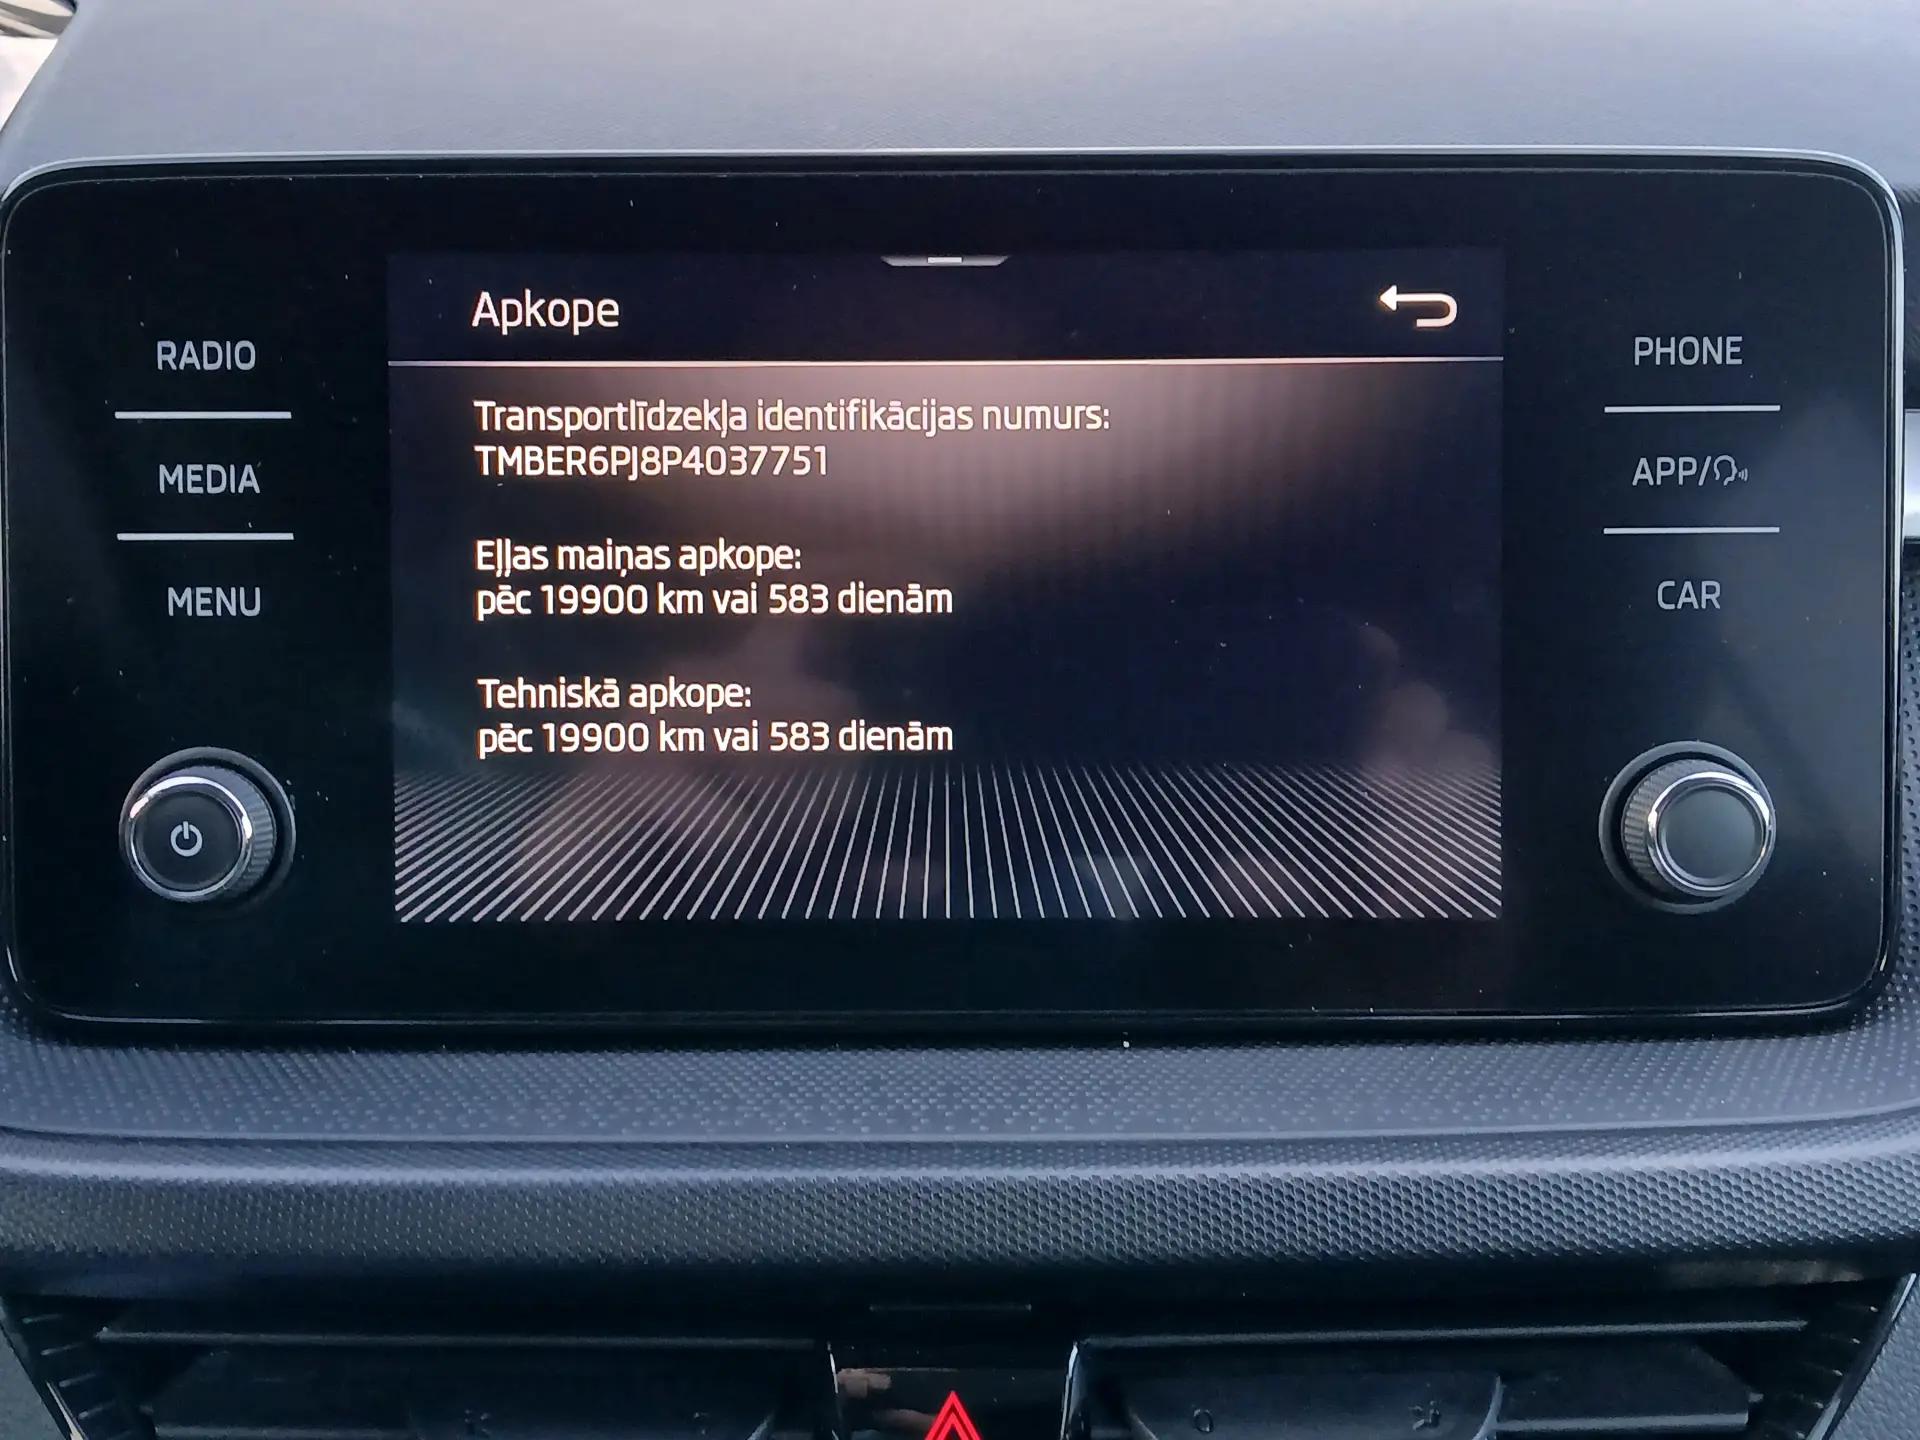 Apkope
RADIO
MEDIA
MENU
Transportlīdzekļa identifikācijas numurs:
TMBER6PJ8P4037751
Eļļas maiņas apkope:
pēc 19900 km vai 583 dienām
Tehniskā apkope:
pēc 19900 km vai 583 dienām
PHONE
APP/
CAR